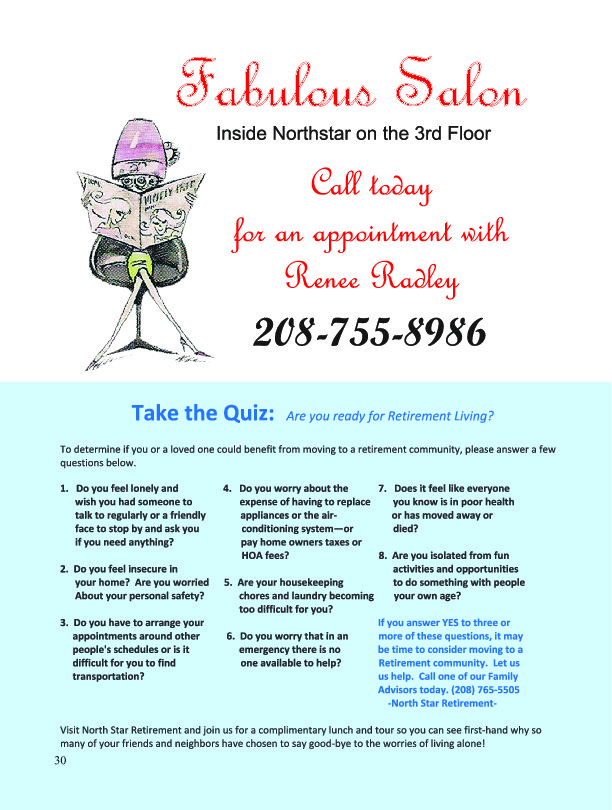 Fabulous Salon
Inside Northstar on the 3rd Floor
Call today
for an appointment with
Renee Radley
208-755-8986
Take the Quiz: Are you ready for Retirement Living?
To determine if you or a loved one could benefit from moving to a retirement community, please answer a few
questions below.
1. Do you feel lonely and
wish you had someone to
talk to regularly or a friendly
face to stop by and ask you
if you need anything?
2. Do you feel insecure in
your home? Are you worried
About your personal safety?
3. Do you have to arrange your
appointments around other
people's schedules or is it
difficult for you to find
transportation?
4. Do you worry about the
expense of having to replace
appliances or the air-
conditioning system—or
pay home owners taxes or
HOA fees?
5. Are your housekeeping
chores and laundry becoming
too difficult for you?
6. Do you worry that in an
emergency there is no
one available to help?
7. Does it feel like everyone
you know is in poor health
or has moved away or
died?
8. Are you isolated from fun
activities and opportunities
to do something with people
your own age?
If you answer YES to three or
more of these questions, it may
be time to consider moving to a
Retirement community. Let us
us help. Call one of our Family
Advisors today. (208) 765-5505
-North Star Retirement-
Visit North Star Retirement and join us for a complimentary lunch and tour so you can see first-hand why so
many of your friends and neighbors have chosen to say good-bye to the worries of living alone!
30